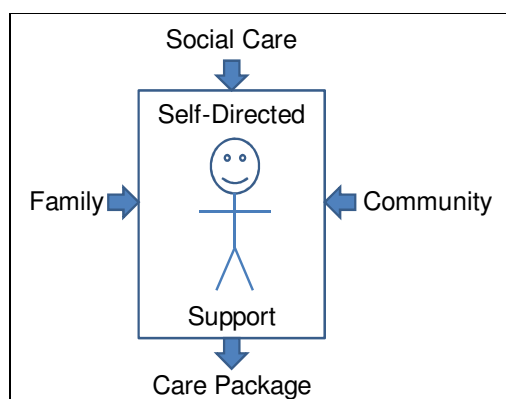 Social Care
Self-Directed
Family
Community
Support
Care Package